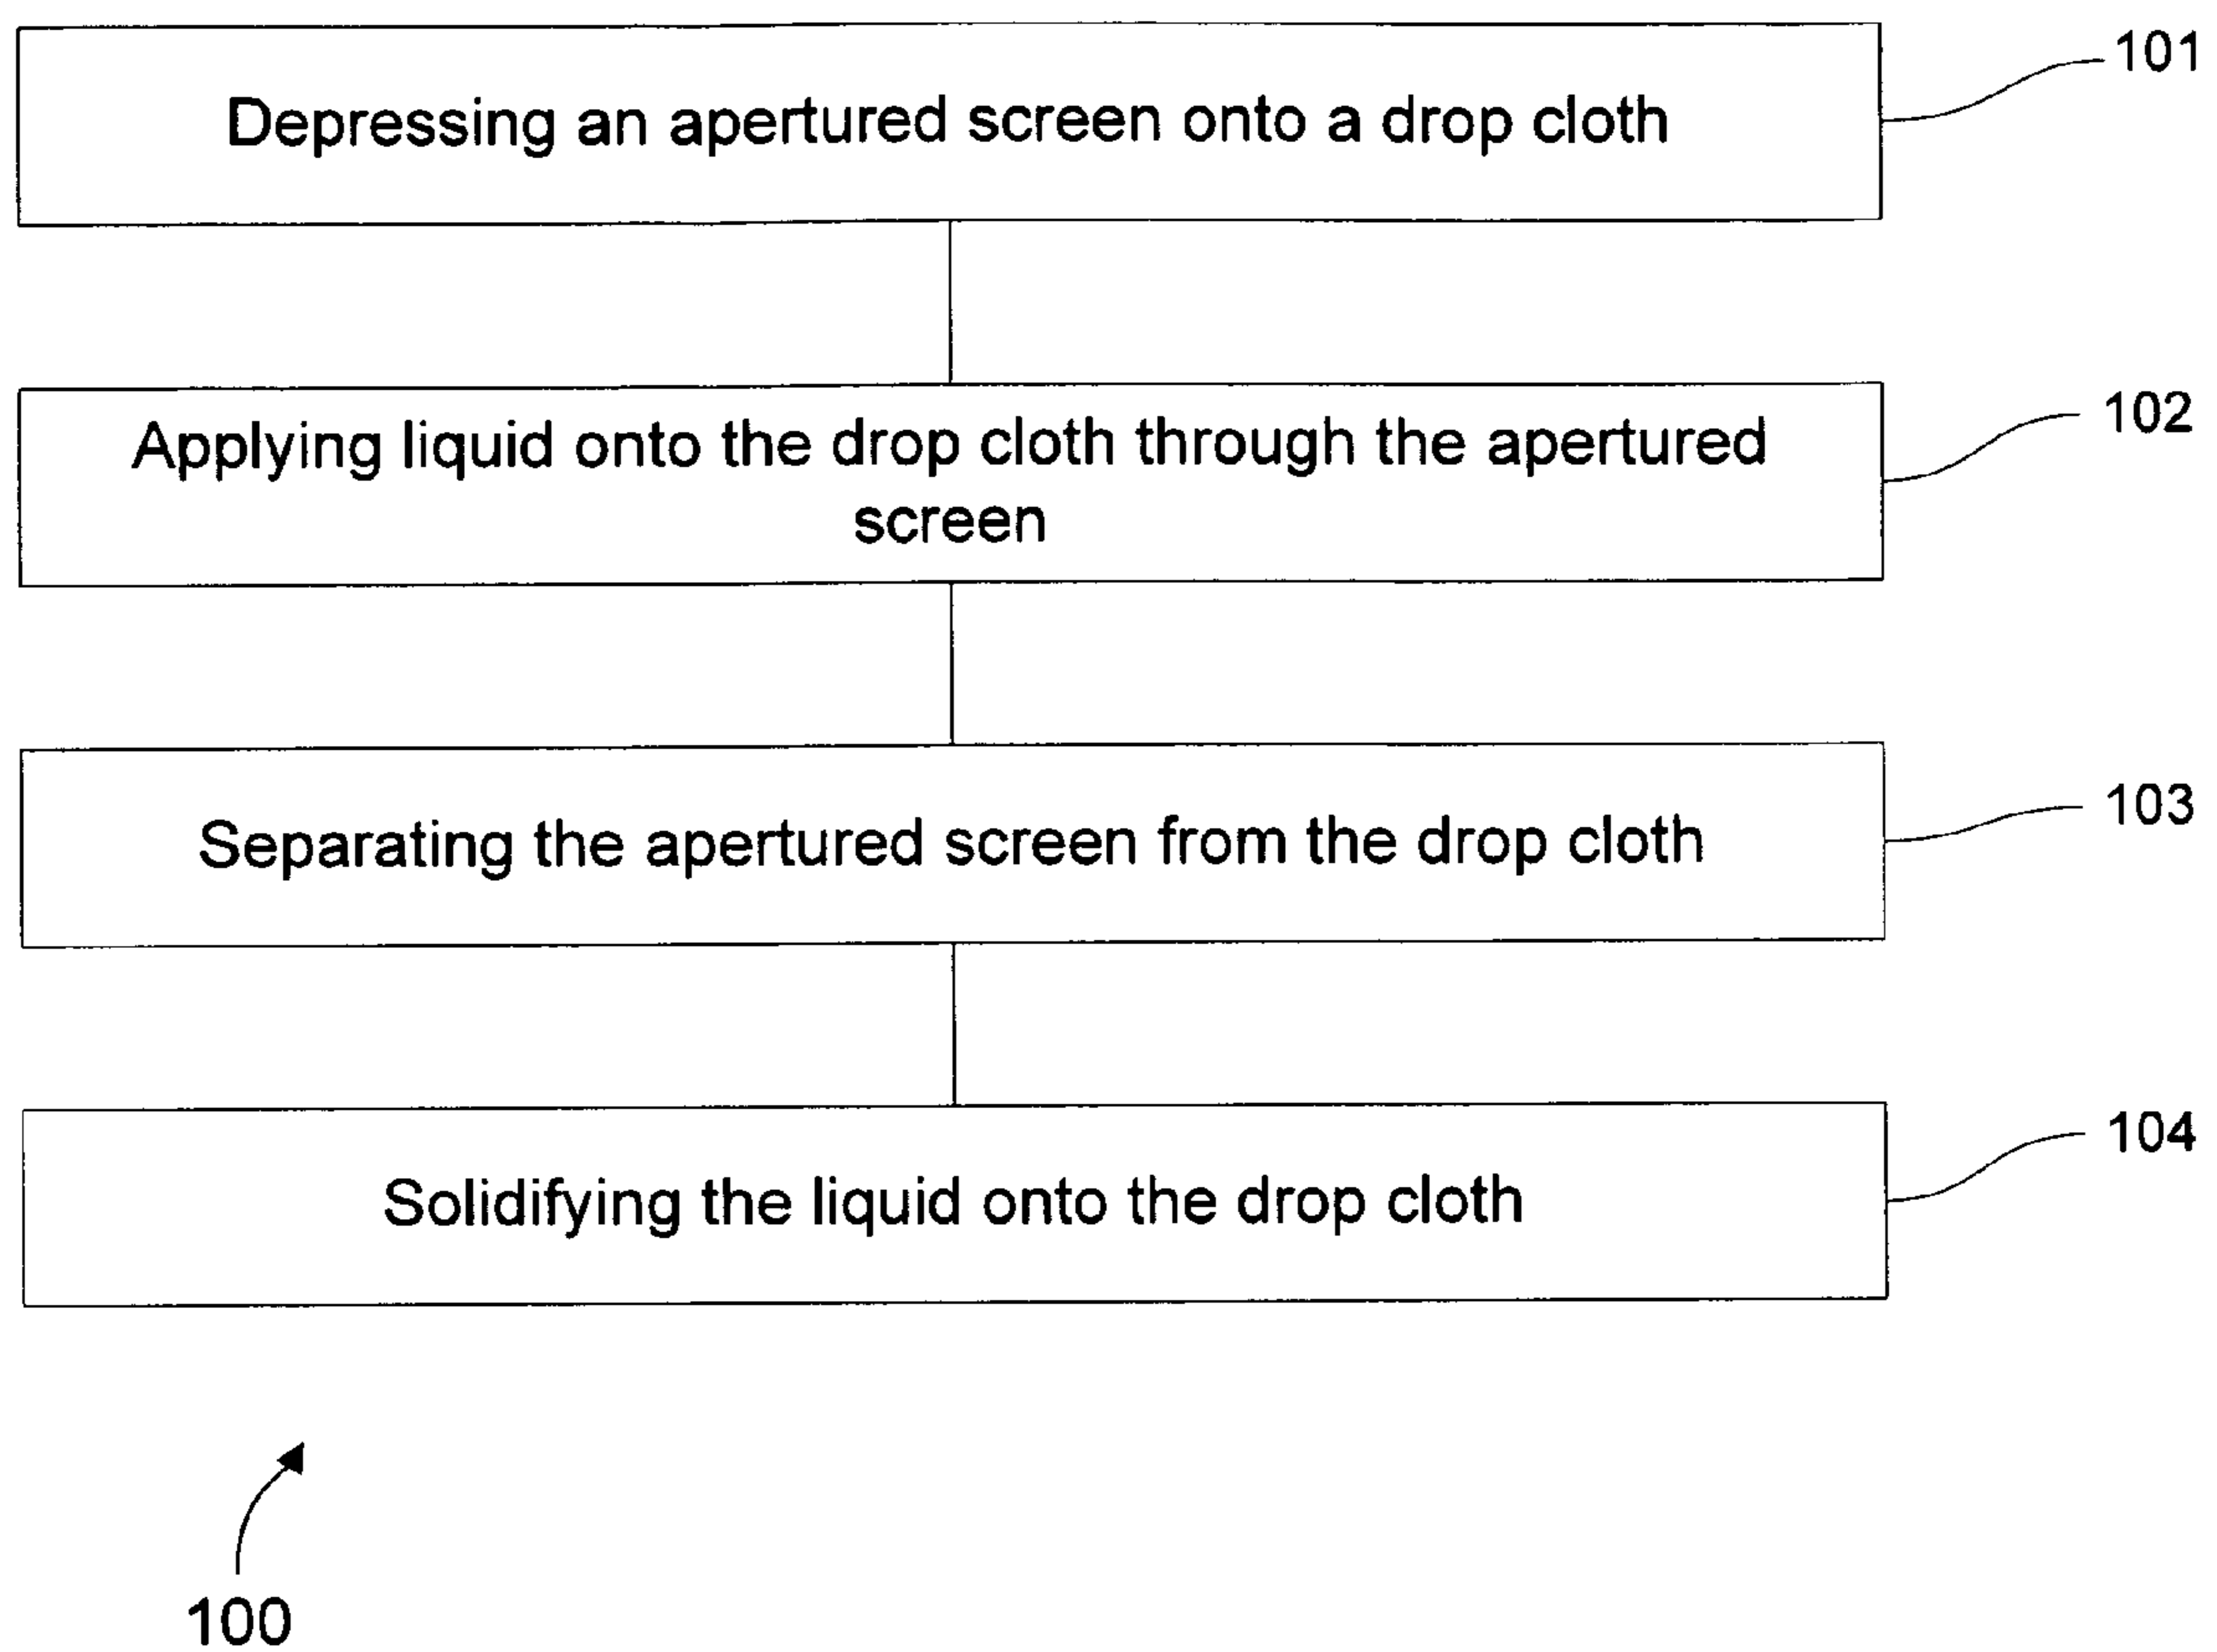 Depressing an apertured screen onto a drop cloth
101
Applying liquid onto the drop cloth through the apertured
screen
102
Separating the apertured screen from the drop cloth
103
Solidifying the liquid onto the drop cloth
104
100